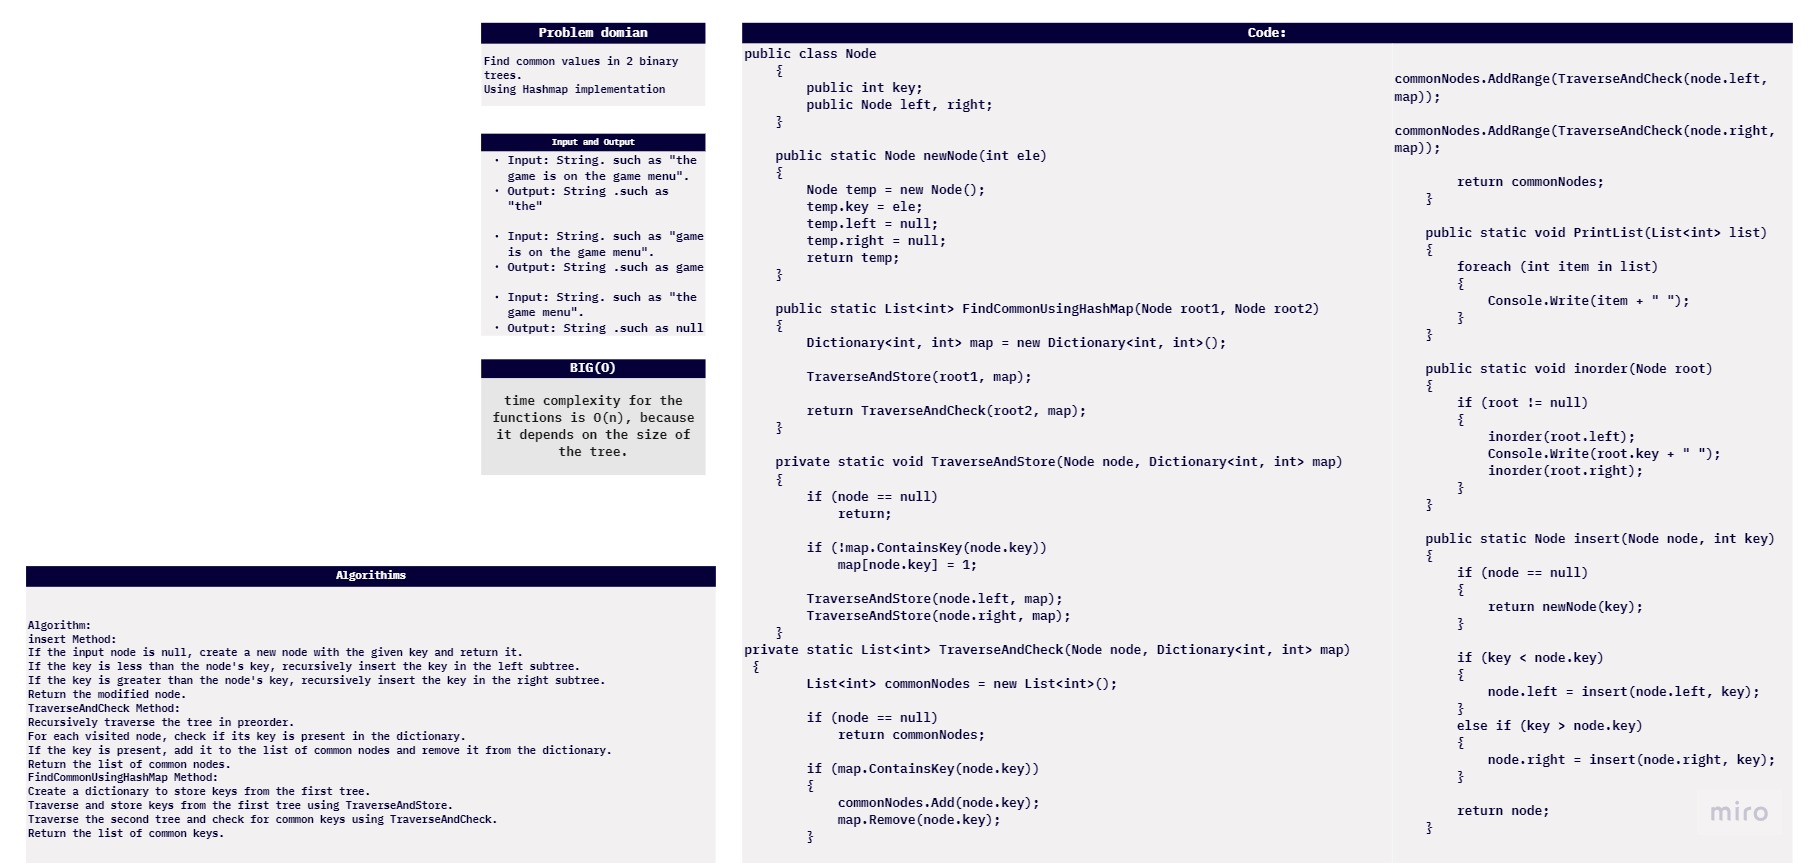 Problem domian
Find common values in 2 binary
trees.
Using Hashmap implementation
Input and Output
• Input: String. such as "the
game is on the game menu".
• Output: String .such as
"the"
• Input: String. such as "game
is on the game menu".
• Output: String .such as game
• Input: String. such as "the
game menu".
• Output: String .such as null
BIG(O)
time complexity for the
functions is O(n), because
it depends on the size of
the tree.
Algorithims
Algorithm:
insert Method:
If the input node is null, create a new node with the given key and return it.
If the key is less than the node's key, recursively insert the key in the left subtree.
If the key is greater than the node's key, recursively insert the key in the right subtree.
Return the modified node.
TraverseAndCheck Method:
Recursively traverse the tree in preorder.
For each visited node, check if its key is present in the dictionary.
If the key is present, add it to the list of common nodes and remove it from the dictionary.
Return the list of common nodes.
FindCommonUsingHashMap Method:
Create a dictionary to store keys from the first tree.
Traverse and store keys from the first tree using TraverseAndStore.
Traverse the second tree and check for common keys using TraverseAndCheck.
Return the list of common keys.
Code:
public class Node
{
public int key;
public Node left, right;
}
public static Node newNode(int ele)
{
Node temp = new Node();
temp.key = ele;
temp.left = null;
temp.right = null;
return temp;
}
public static List<int> FindCommonUsingHashMap(Node root1, Node root2)
{
Dictionary<int, int> map = new Dictionary<int, int>();
TraverseAndStore(root1, map);
return TraverseAndCheck(root2, map);
}
private static void TraverseAndStore(Node node, Dictionary<int, int> map)
{
if (node == null)
return;
if (!map.ContainsKey(node.key))
map[node.key] = 1;
TraverseAndStore(node.left, map);
TraverseAndStore(node.right, map);
}
private static List<int> TraverseAndCheck(Node node, Dictionary<int, int> map)
{
List<int> commonNodes = new List<int>();
if (node == null)
return commonNodes;
if (map.ContainsKey(node.key))
{
commonNodes.Add(node.key);
map.Remove(node.key);
}
commonNodes.AddRange(TraverseAndCheck(node.left,
map));
commonNodes.AddRange(TraverseAndCheck(node.right,
map));
return commonNodes;
}
public static void PrintList(List<int> list)
{
foreach (int item in list)
{
Console.Write(item + " ");
}
}
public static void inorder(Node root)
{
if (root != null)
{
inorder(root.left);
Console.Write(root.key + " ");
inorder(root.right);
}
}
public static Node insert(Node node, int key)
{
if (node == null)
{
return newNode(key);
}
if (key < node.key)
{
node.left = insert(node.left, key);
}
else if (key > node.key)
{
node.right = insert(node.right, key);
}
return node;
}
miro